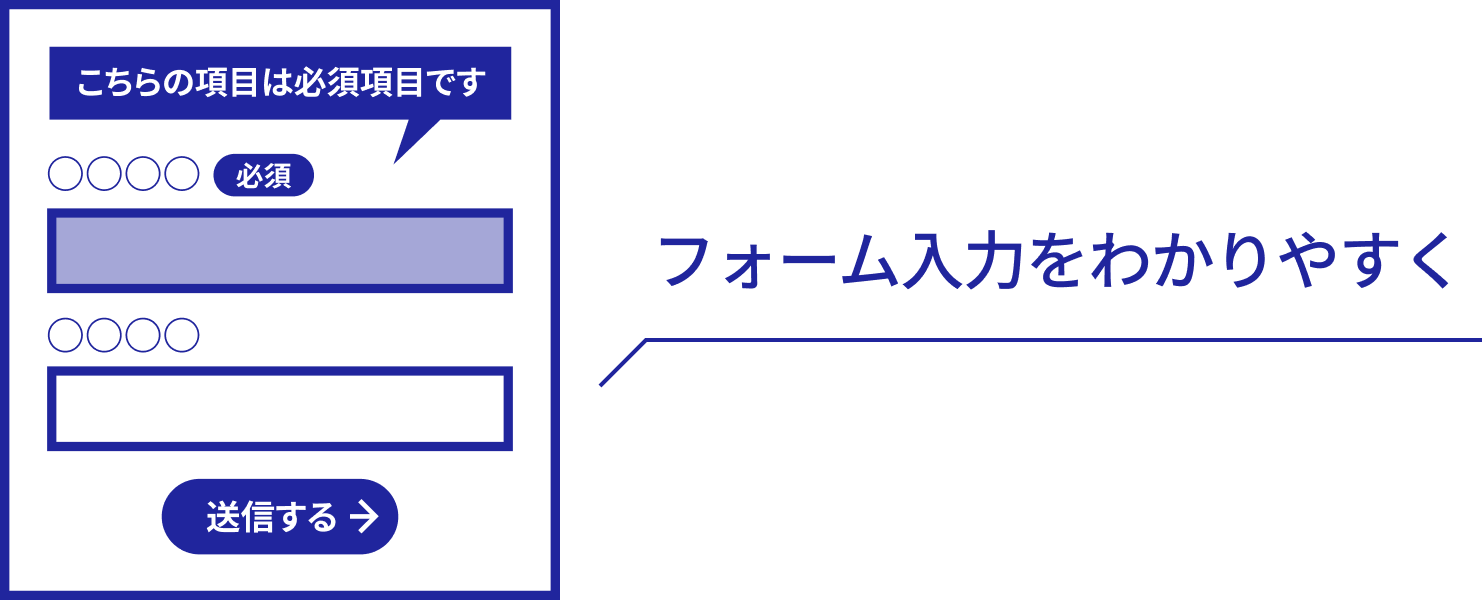 こちらの項目は必須項目です
○○○○ 必須
○○○○
送信する→
フォーム入力をわかりやすく